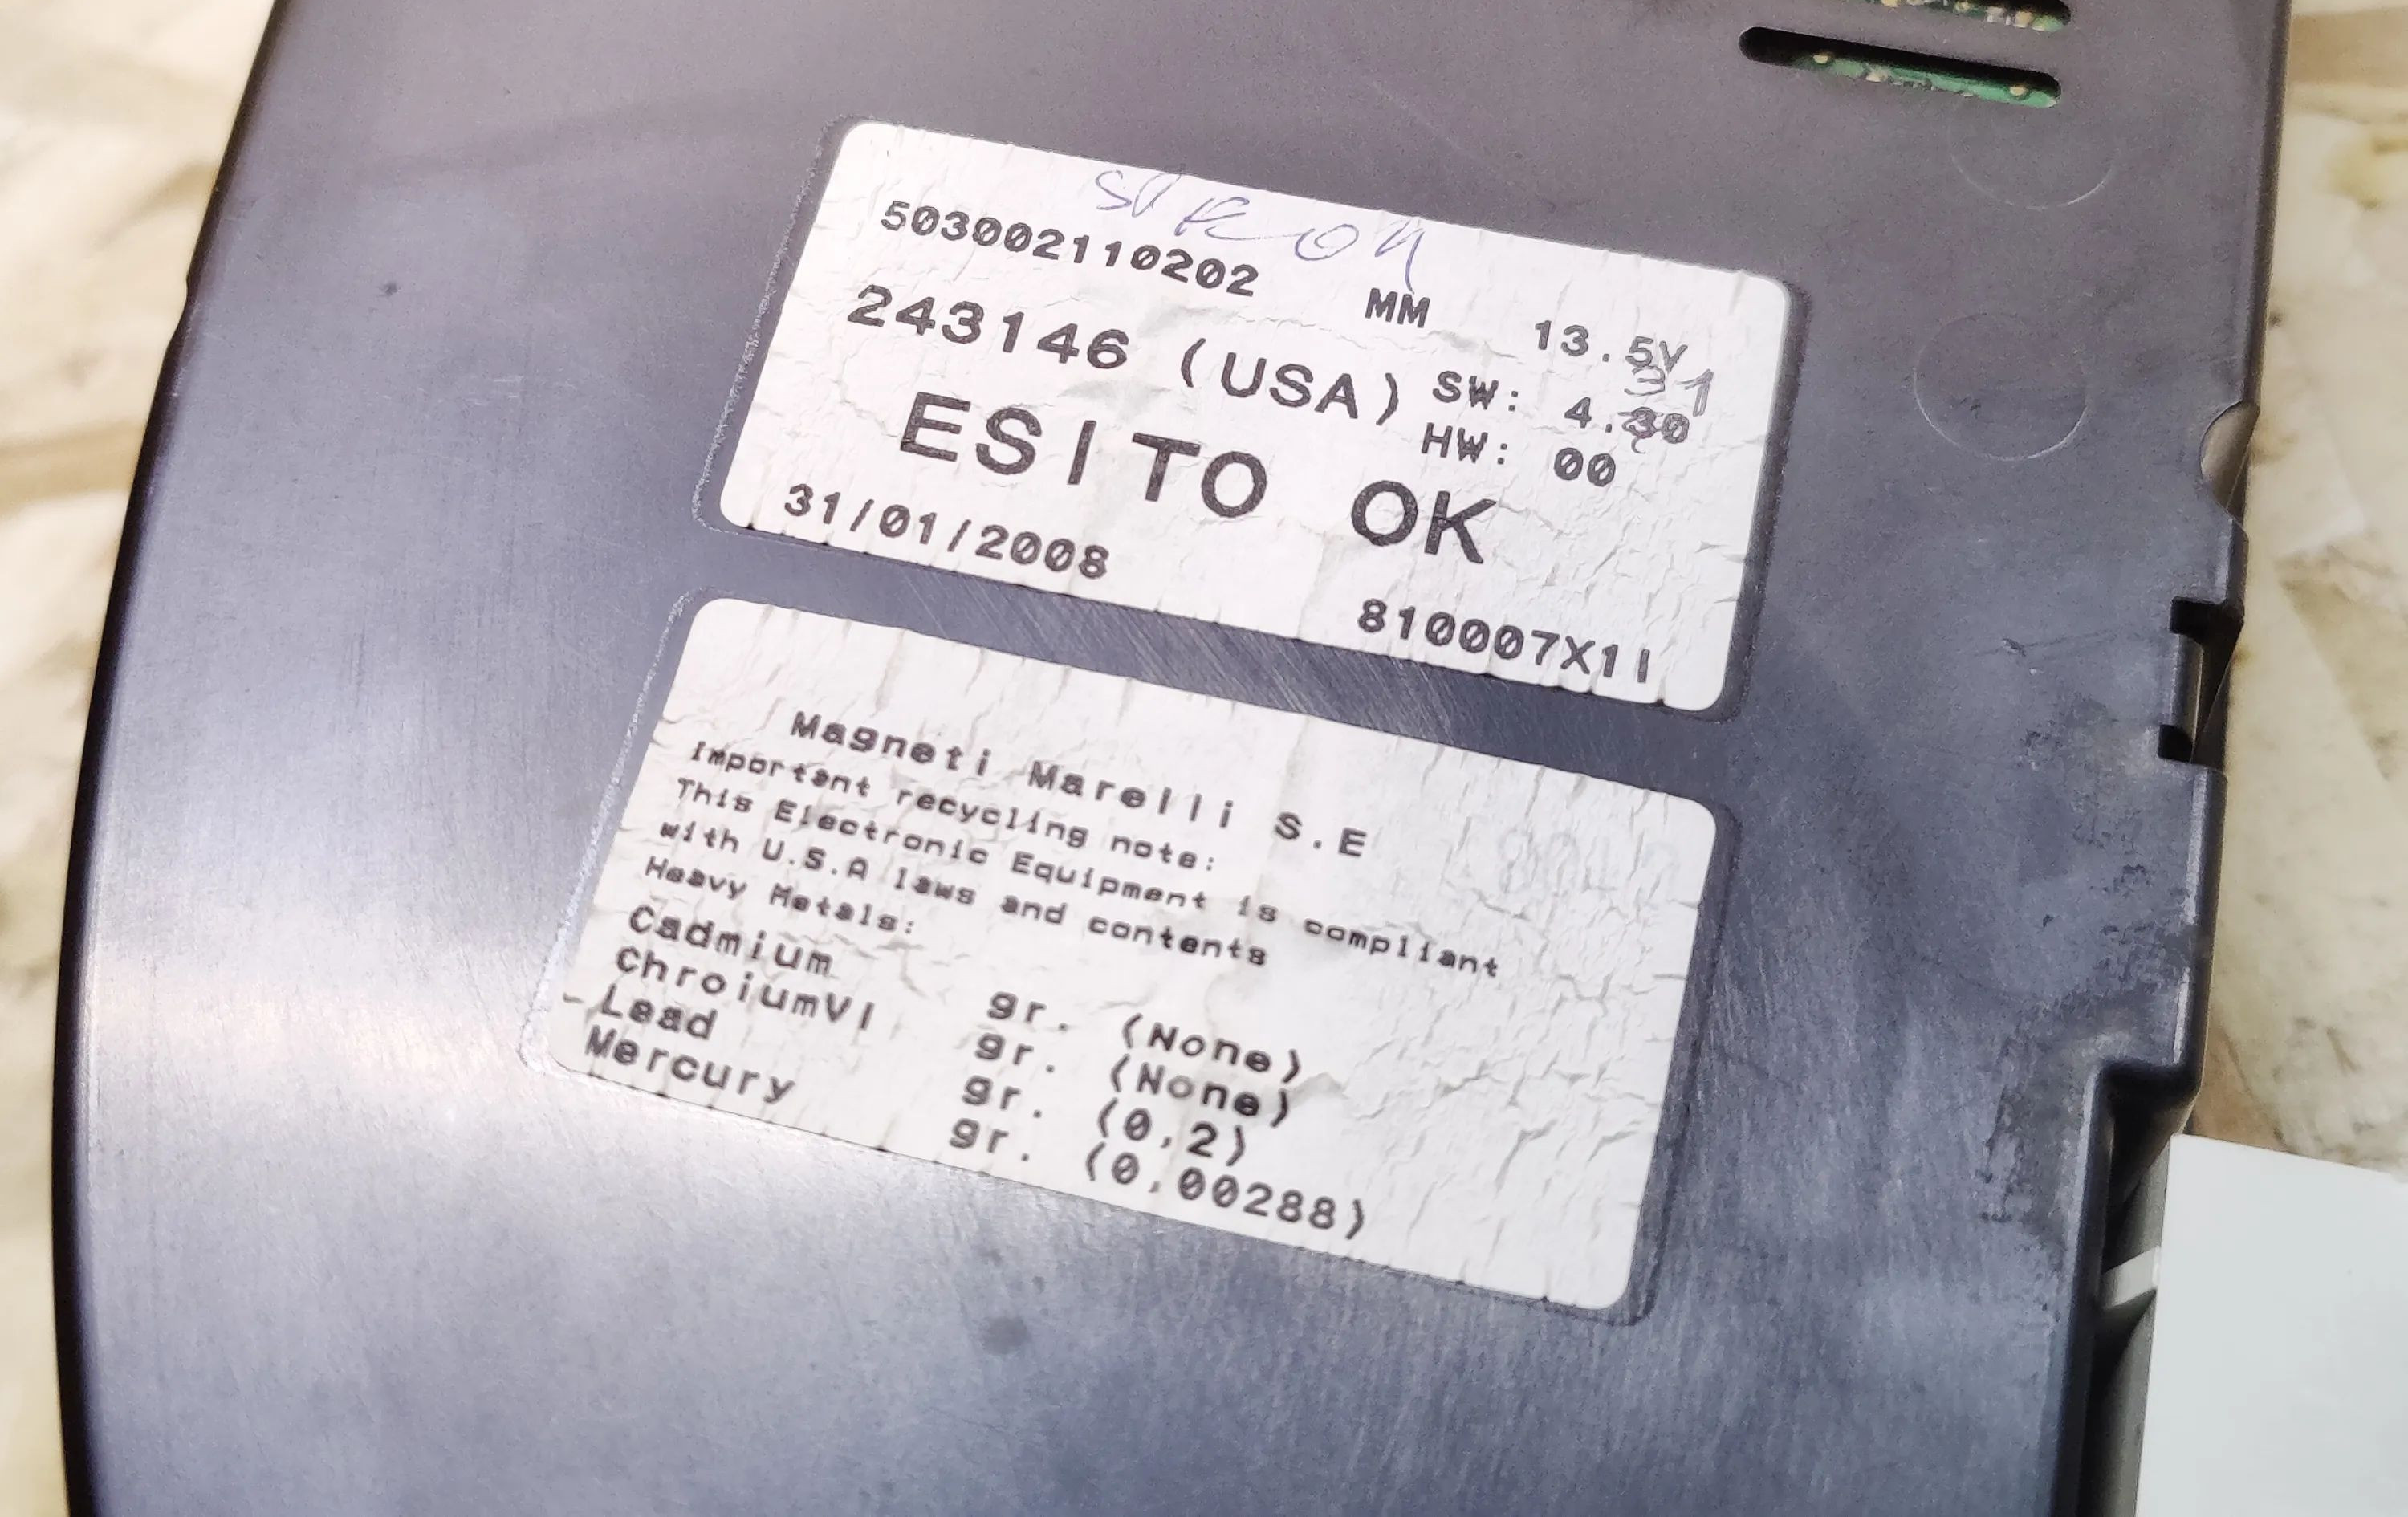 503002110202 MM 13.5V
31
243146 (USA) SW: 4.30
HW: 00
ESITO OK
31/01/2008
810007X11
Magneti Marelli S.E
Important recycling note:
This Electronic Equipment is compliant
with U.S.A laws and contents
Heavy Metals:
Cadmium gr. (None)
ChroiumVI gr. (None)
Lead gr. (0,2)
Mercury gr. (0,00288)